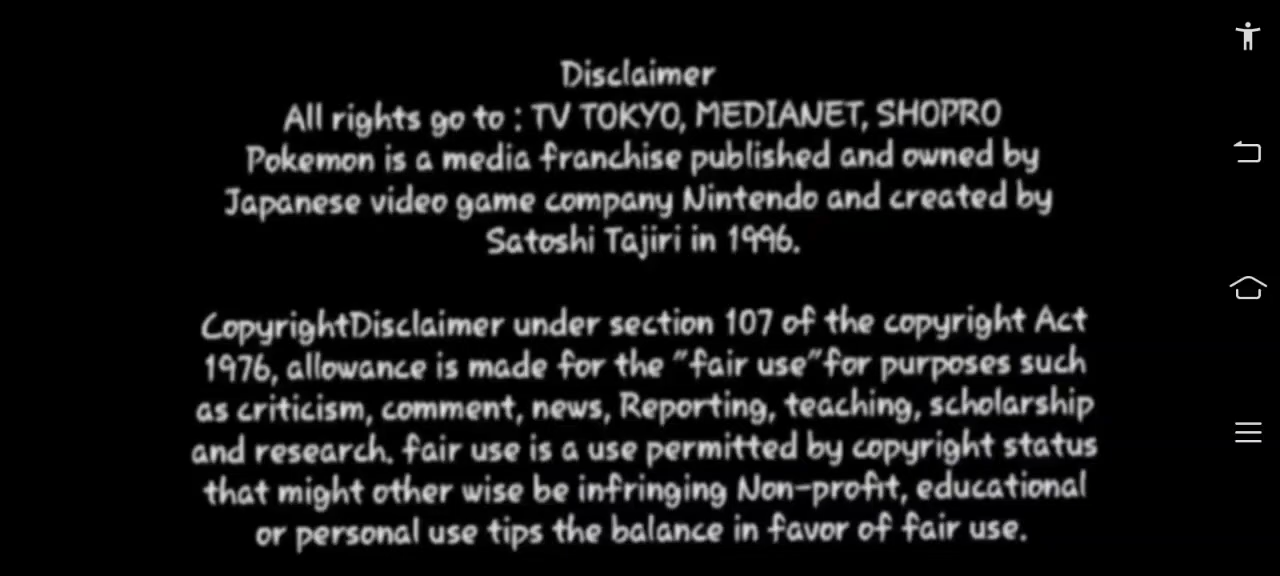 Disclaimer
All rights go to : TV TOKYO, MEDIANET, SHOPRO
Pokemon is a media franchise published and owned by
Japanese video game company Nintendo and created by
Satoshi Tajiri in 1996.
CopyrightDisclaimer under section 107 of the copyright Act
1976, allowance is made for the "fair use"for purposes such
as criticism, comment, news, Reporting, teaching, scholarship
and research. fair use is a use permitted by copyright status
that might other wise be infringing Non-profit, educational
or personal use tips the balance in favor of fair use.